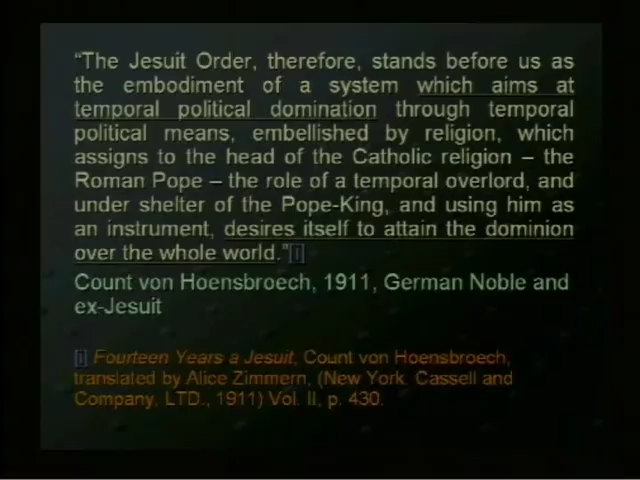 “The Jesuit Order, therefore, stands before us as
the embodiment of a system which aims at
temporal political domination through temporal
political means, embellished by religion, which
assigns to the head of the Catholic religion – the
Roman Pope – the role of a temporal overlord, and
under shelter of the Pope-King, and using him as
an instrument, desires itself to attain the dominion
over the whole world.”[i]
Count von Hoensbroech, 1911, German Noble and
ex-Jesuit
[i] Fourteen Years a Jesuit, Count von Hoensbroech,
translated by Alice Zimmern, (New York. Cassell and
Company, LTD., 1911) Vol. II, p. 430.